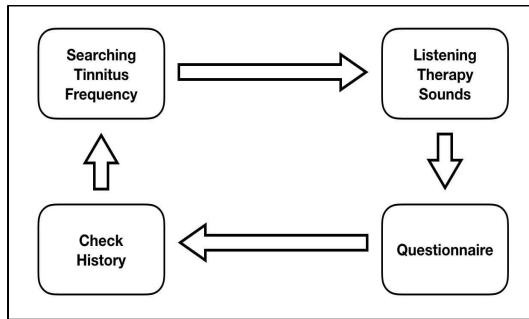 Searching
Tinnitus
Frequency
Listening
Therapy
Sounds
Check
History
Questionnaire